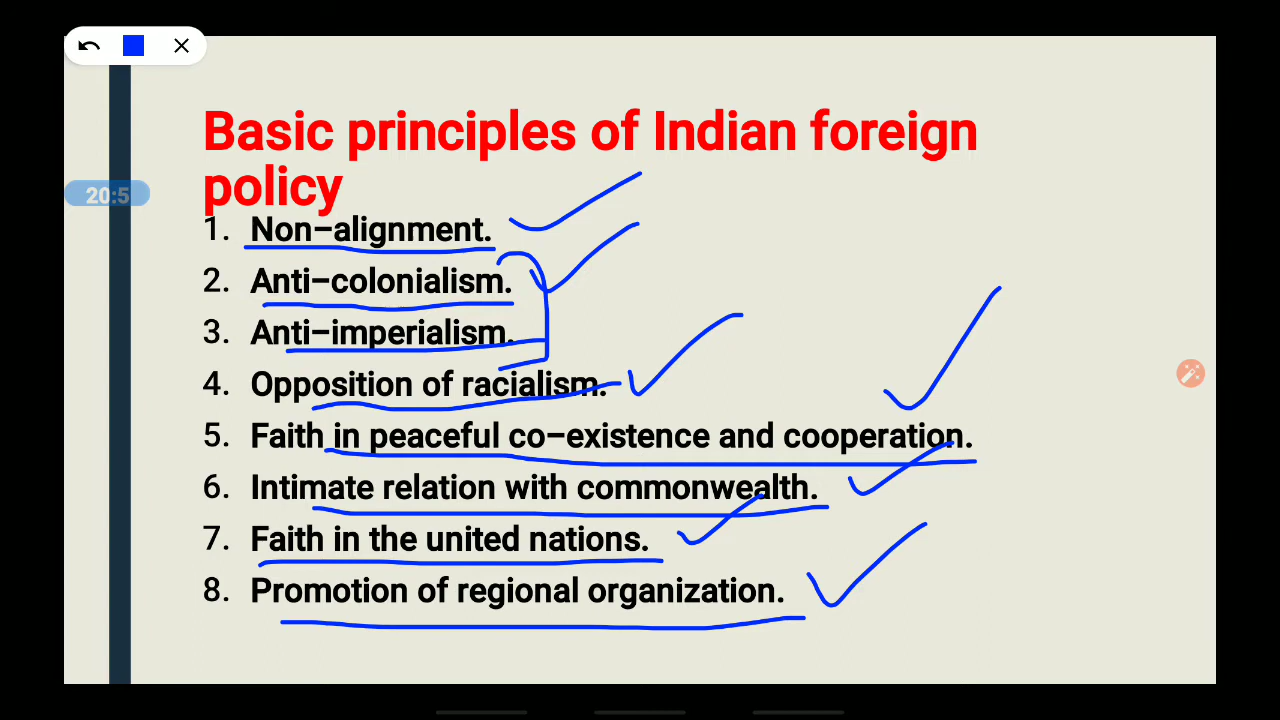 Basic principles of Indian foreign
policy
20:5
1. Non-alignment.
2. Anti-colonialism.
3. Anti-imperialism.
4. Opposition of racialism.
5. Faith in peaceful co-existence and cooperation.
6. Intimate relation with commonwealth.
7. Faith in the united nations.
8. Promotion of regional organization.